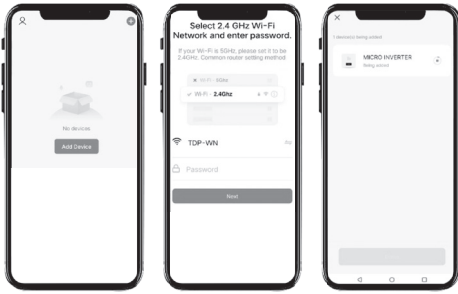 No devices
Add Device
Select 2.4 GHz Wi-Fi
Network and enter password.
If your Wi-Fi is 5GHz, please set it to be
2.4GHz. Common router setting method
Wi-Fi - 5Ghz
Wi-Fi - 2.4Ghz
TDP-WN
Password
Next
1 device(s) being added
MICRO INVERTER
Being added